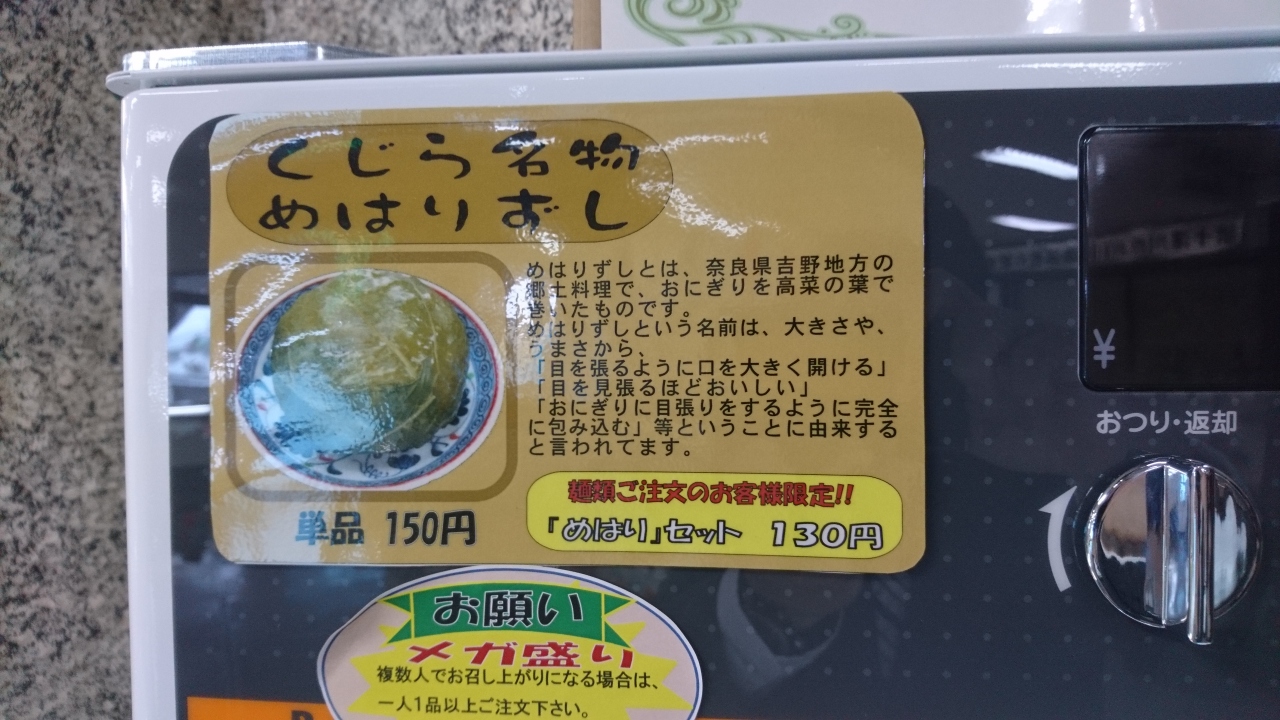 くじら名物
めはりずし
めはりずしとは、奈良県吉野地方の
郷土料理で、おにぎりを高菜の葉で
巻いたものです。
めはりずしという名前は、大きさや、
うまさから、
「目を張るように口を大きく開ける」
「目を見張るほどおいしい」
「おにぎりに目張りをするように完全
に包み込む」等ということに由来する
と言われてます。
単品 150円
麺類ご注文のお客様限定!!
「めはり」セット 130円
¥
おつり・返却
お願い
メガ盛り
複数人でお召し上がりになる場合は、
一人1品以上ご注文下さい。